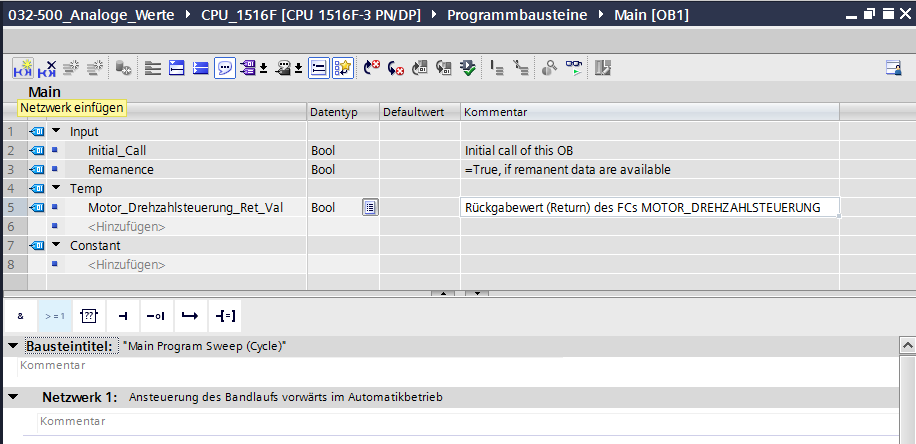 032-500_Analoge_Werte ▸ CPU_1516F [CPU 1516F-3 PN/DP] ▸ Programmbausteine ▸ Main [OB1]
Main
Netzwerk einfügen
Datentyp Defaultwert Kommentar
1 Input
2 Initial_Call Bool Initial call of this OB
3 Remanence Bool =True, if remanent data are available
4 Temp
5 Motor_Drehzahlsteuerung_Ret_Val Bool Rückgabewert (Return) des FCs MOTOR_DREHZAHLSTEUERUNG
6 <Hinzufügen>
7 Constant
8 <Hinzufügen>
& >=1 ??
Bausteintitel: "Main Program Sweep (Cycle)"
Kommentar
Netzwerk 1: Ansteuerung des Bandlaufs vorwärts im Automatikbetrieb
Kommentar